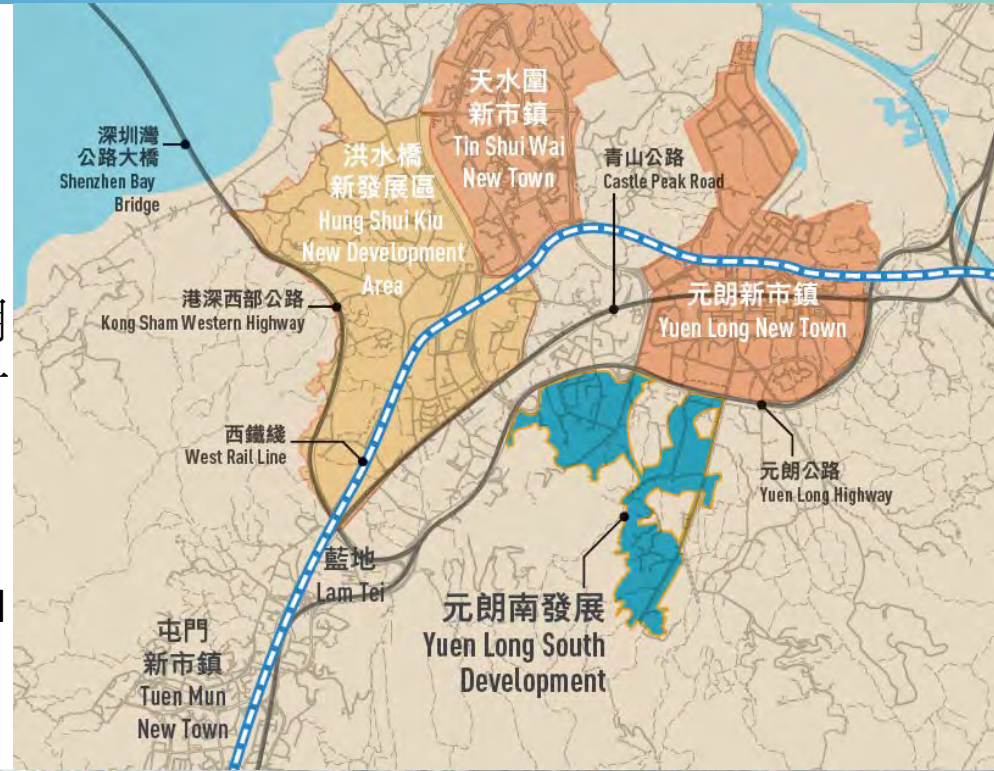 天水圍
新市鎮
Tin Shui Wai
New Town
深圳灣
公路大橋
Shenzhen Bay
Bridge
洪水橋
新發展區
Hung Shui Kiu
New Development
Area
青山公路
Castle Peak Road
港深西部公路
Kong Sham Western Highway
元朗新市鎮
Yuen Long New Town
西鐵綫
West Rail Line
元朗公路
Yuen Long Highway
藍地
Lam Tei
元朗南發展
Yuen Long South
Development
屯門
新市鎮
Tuen Mun
New Town